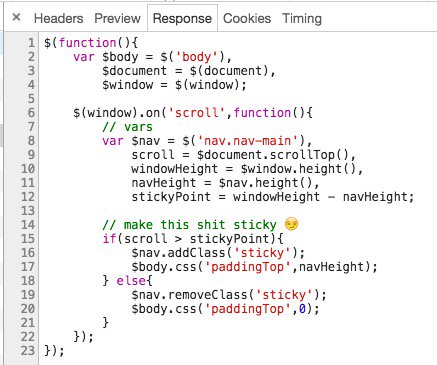 × Headers Preview Response Cookies Timing
1 $(function(){
2     var $body = $('body'),
3         $document = $(document),
4         $window = $(window);
5
6     $(window).on('scroll',function(){
7         // vars
8         var $nav = $('nav.nav-main'),
9             scroll = $document.scrollTop(),
10             windowHeight = $window.height(),
11             navHeight = $nav.height(),
12             stickyPoint = windowHeight - navHeight;
13
14         // make this shit sticky 😏
15         if(scroll > stickyPoint){
16             $nav.addClass('sticky');
17             $body.css('paddingTop',navHeight);
18         } else{
19             $nav.removeClass('sticky');
20             $body.css('paddingTop',0);
21         }
22     });
23 });